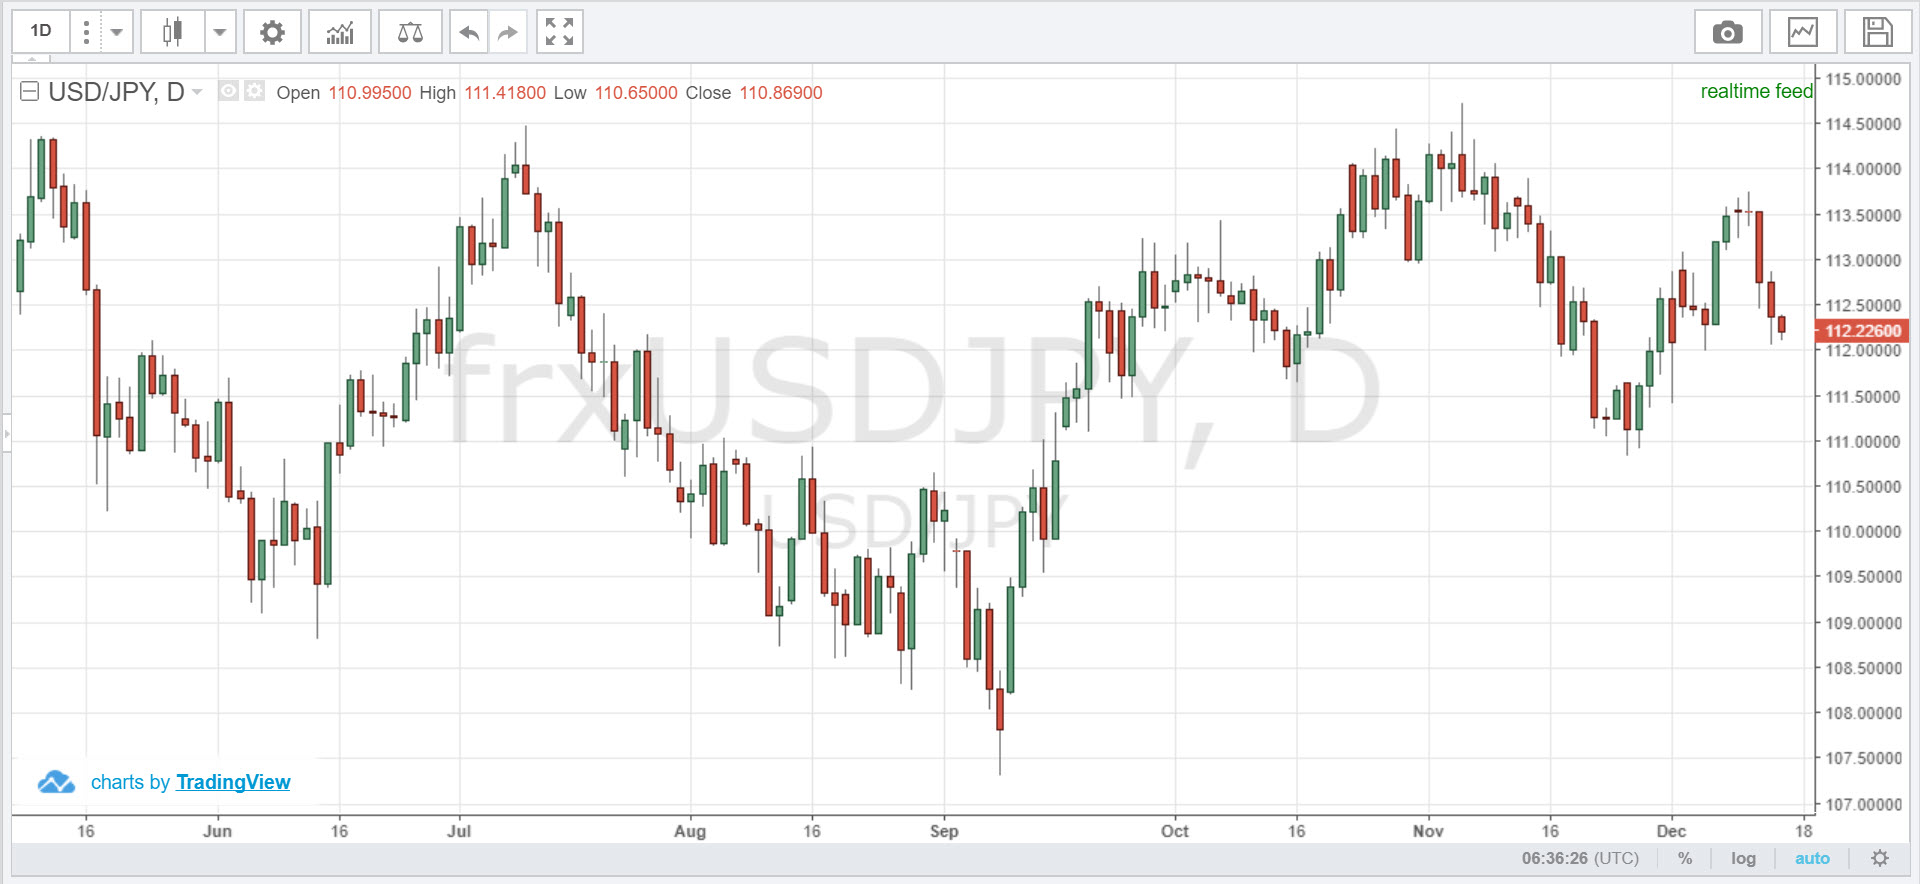 1D
USD/JPY, D Open 110.99500 High 111.41800 Low 110.65000 Close 110.86900
realtime feed
115.00000
114.50000
114.00000
113.50000
113.00000
112.50000
112.22600
112.00000
111.50000
111.00000
110.50000
110.00000
109.50000
109.00000
108.50000
108.00000
107.50000
107.00000
frxUSDJPY, D
USD/JPY
charts by TradingView
16 Jun 16 Jul Aug 16 Sep Oct 16 Nov 16 Dec 18
06:36:26 (UTC) % log auto